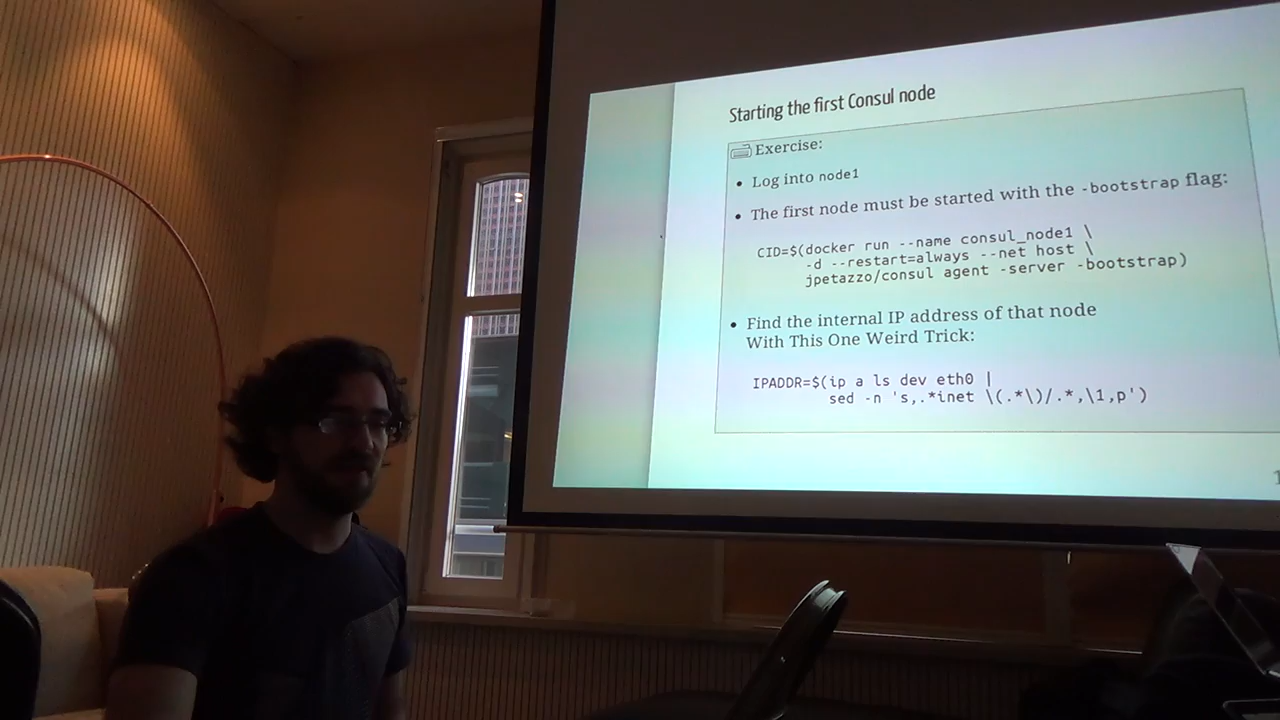 Starting the first Consul node
Exercise:
• Log into node1
• The first node must be started with the -bootstrap flag:
CID=$(docker run --name consul_node1 \
-d --restart=always --net host \
jpetazzo/consul agent -server -bootstrap)
• Find the internal IP address of that node
With This One Weird Trick:
IPADDR=$(ip a ls dev eth0 |
sed -n 's,.*inet \(.*\)/.*,\1,p')